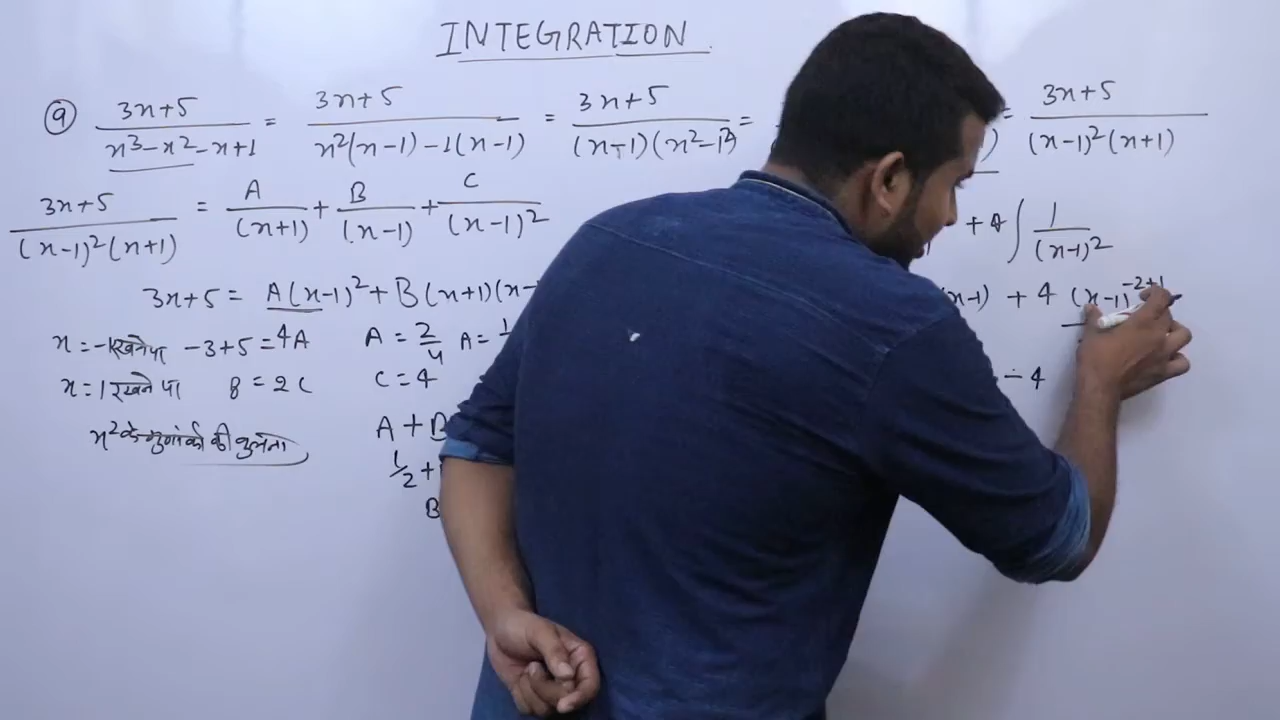 INTEGRATION
(9) (3x+5)/(x³-x²-x+1) = (3x+5)/(x²(x-1)-1(x-1)) = (3x+5)/((x-1)(x²-1²)) = = (3x+5)/((x-1)²(x+1))
(3x+5)/((x-1)²(x+1)) = A/(x+1) + B/(x-1) + C/(x-1)² + 4∫ 1/(x-1)²
3x+5 = A(x-1)² + B(x+1)(x- (x-1) + 4 (x-1)^(-2+1)
x=-1 रखने पर -3+5=4A A = 2/4 A=
x=1 रखने पर 8=2C C=4 - 4
x² के गुणांको की तुलना A+B
1/2+
B